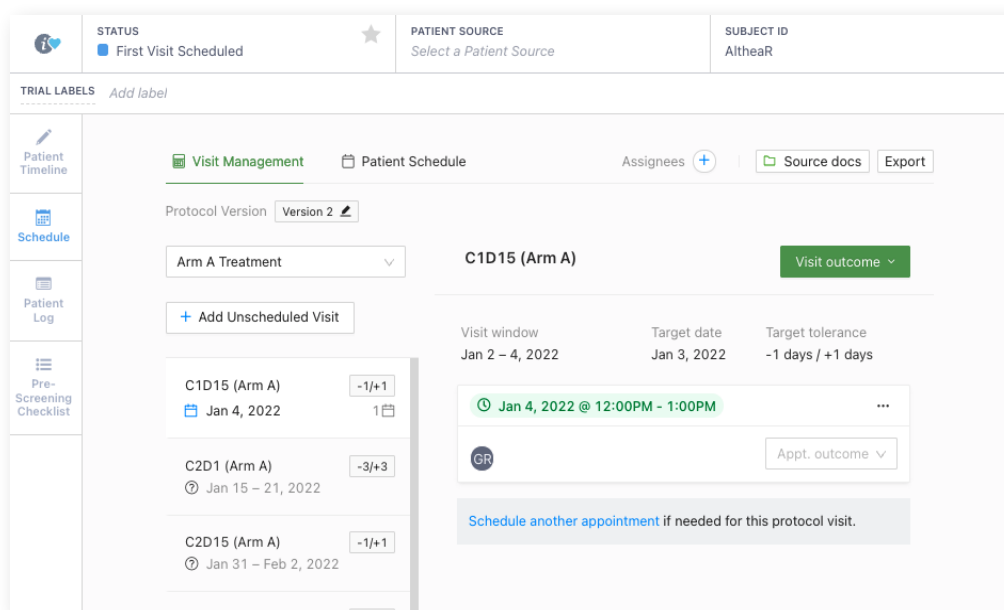 STATUS
First Visit Scheduled
PATIENT SOURCE
Select a Patient Source
SUBJECT ID
AltheaR
TRIAL LABELS Add label
Patient
Timeline
Schedule
Patient
Log
Pre-
Screening
Checklist
Visit Management
Patient Schedule
Assignees +
Source docs
Export
Protocol Version Version 2
Arm A Treatment
+ Add Unscheduled Visit
C1D15 (Arm A) -1/+1
Jan 4, 2022 1
C2D1 (Arm A) -3/+3
Jan 15 – 21, 2022
C2D15 (Arm A) -1/+1
Jan 31 – Feb 2, 2022
C1D15 (Arm A)
Visit outcome
Visit window Target date Target tolerance
Jan 2 – 4, 2022 Jan 3, 2022 -1 days / +1 days
Jan 4, 2022 @ 12:00PM - 1:00PM
GR
Appt. outcome
Schedule another appointment if needed for this protocol visit.